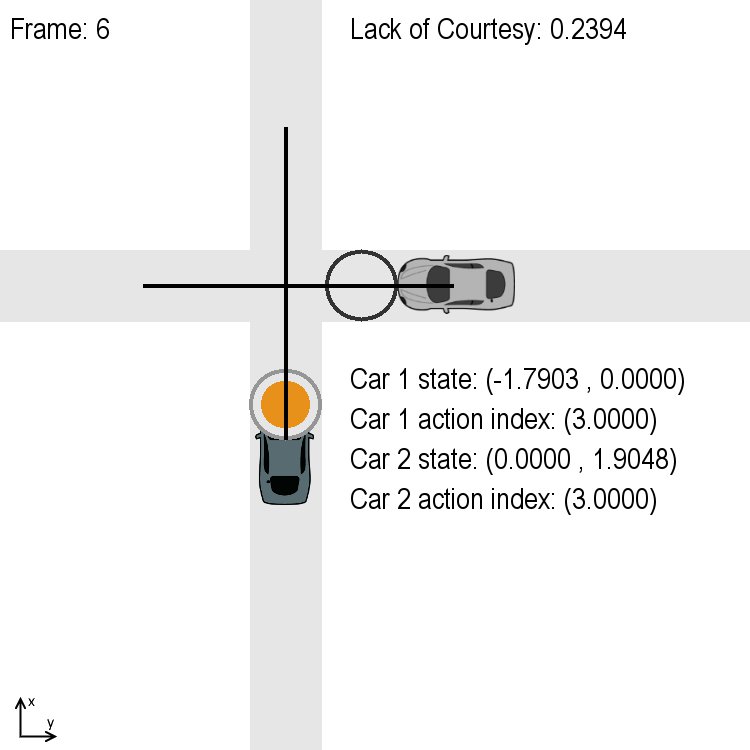 Frame: 6
Lack of Courtesy: 0.2394
Car 1 state: (-1.7903 , 0.0000)
Car 1 action index: (3.0000)
Car 2 state: (0.0000 , 1.9048)
Car 2 action index: (3.0000)
x
y